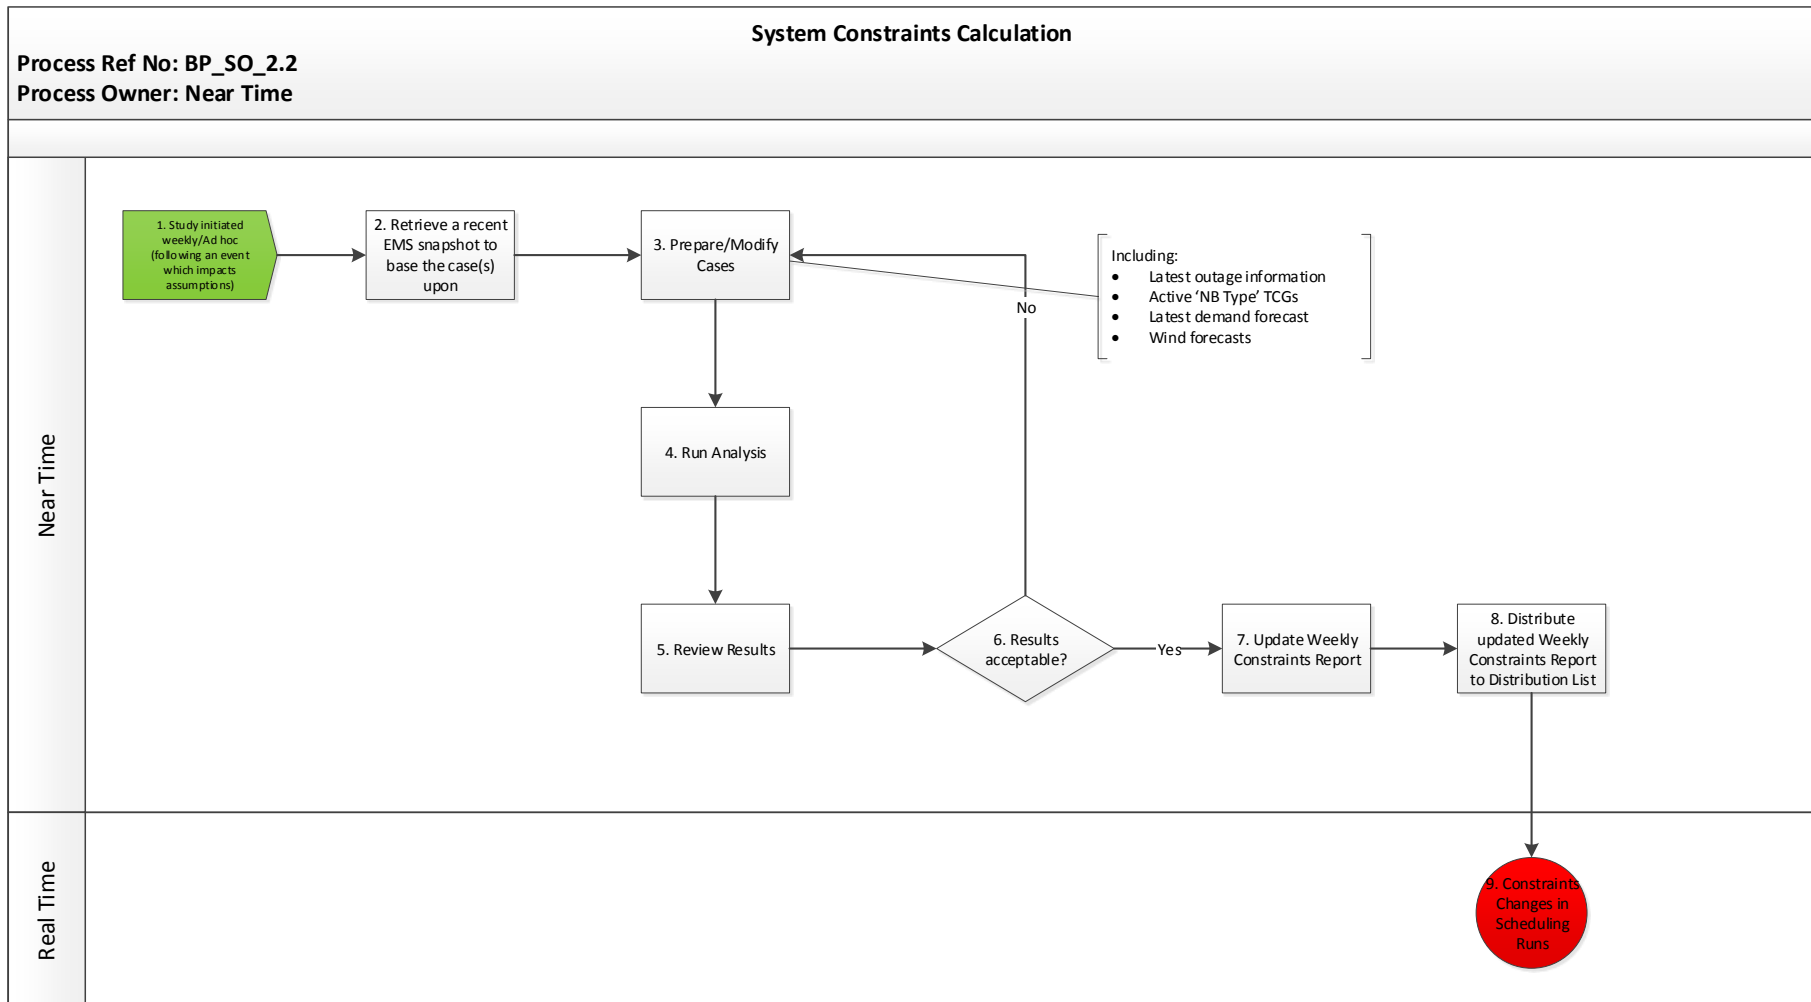 System Constraints Calculation
Process Ref No: BP_SO_2.2
Process Owner: Near Time
Near Time
1. Study initiated
weekly/Ad hoc
(following an event
which impacts
assumptions)
2. Retrieve a recent
EMS snapshot to
base the case(s)
upon
3. Prepare/Modify
Cases
Including:
• Latest outage information
• Active ‘NB Type’ TCGs
• Latest demand forecast
• Wind forecasts
No
4. Run Analysis
5. Review Results
6. Results
acceptable?
Yes
7. Update Weekly
Constraints Report
8. Distribute
updated Weekly
Constraints Report
to Distribution List
Real Time
9. Constraints
Changes in
Scheduling
Runs